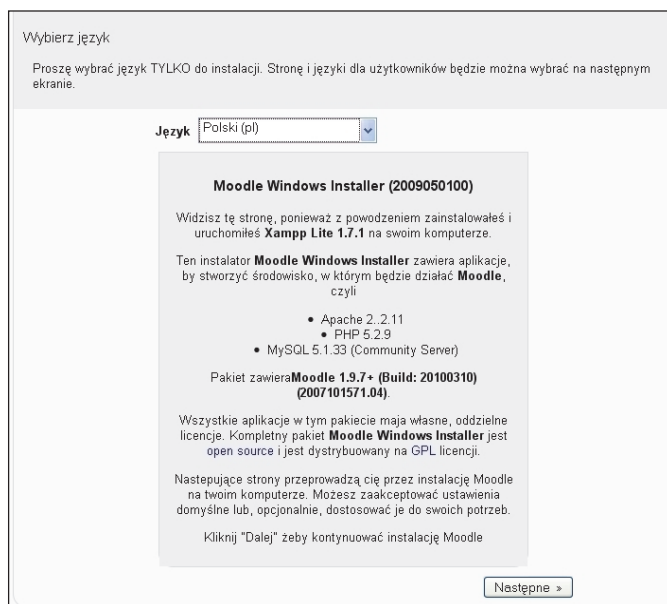 Wybierz język
Proszę wybrać język TYLKO do instalacji. Stronę i języki dla użytkowników będzie można wybrać na następnym
ekranie.
Język Polski (pl)
Moodle Windows Installer (2009050100)
Widzisz tę stronę, ponieważ z powodzeniem zainstalowałeś i
uruchomiłeś Xampp Lite 1.7.1 na swoim komputerze.
Ten instalator Moodle Windows Installer zawiera aplikacje,
by stworzyć środowisko, w którym będzie działać Moodle,
czyli
• Apache 2..2.11
• PHP 5.2.9
• MySQL 5.1.33 (Community Server)
Pakiet zawieraMoodle 1.9.7+ (Build: 20100310)
(2007101571.04).
Wszystkie aplikacje w tym pakiecie maja własne, oddzielne
licencje. Kompletny pakiet Moodle Windows Installer jest
open source i jest dystrybuowany na GPL licencji.
Nastepujące strony przeprowadzą cię przez instalację Moodle
na twoim komputerze. Możesz zaakceptować ustawienia
domyślne lub, opcjonalnie, dostosować je do swoich potrzeb.
Kliknij "Dalej" żeby kontynuować instalację Moodle
Następne »